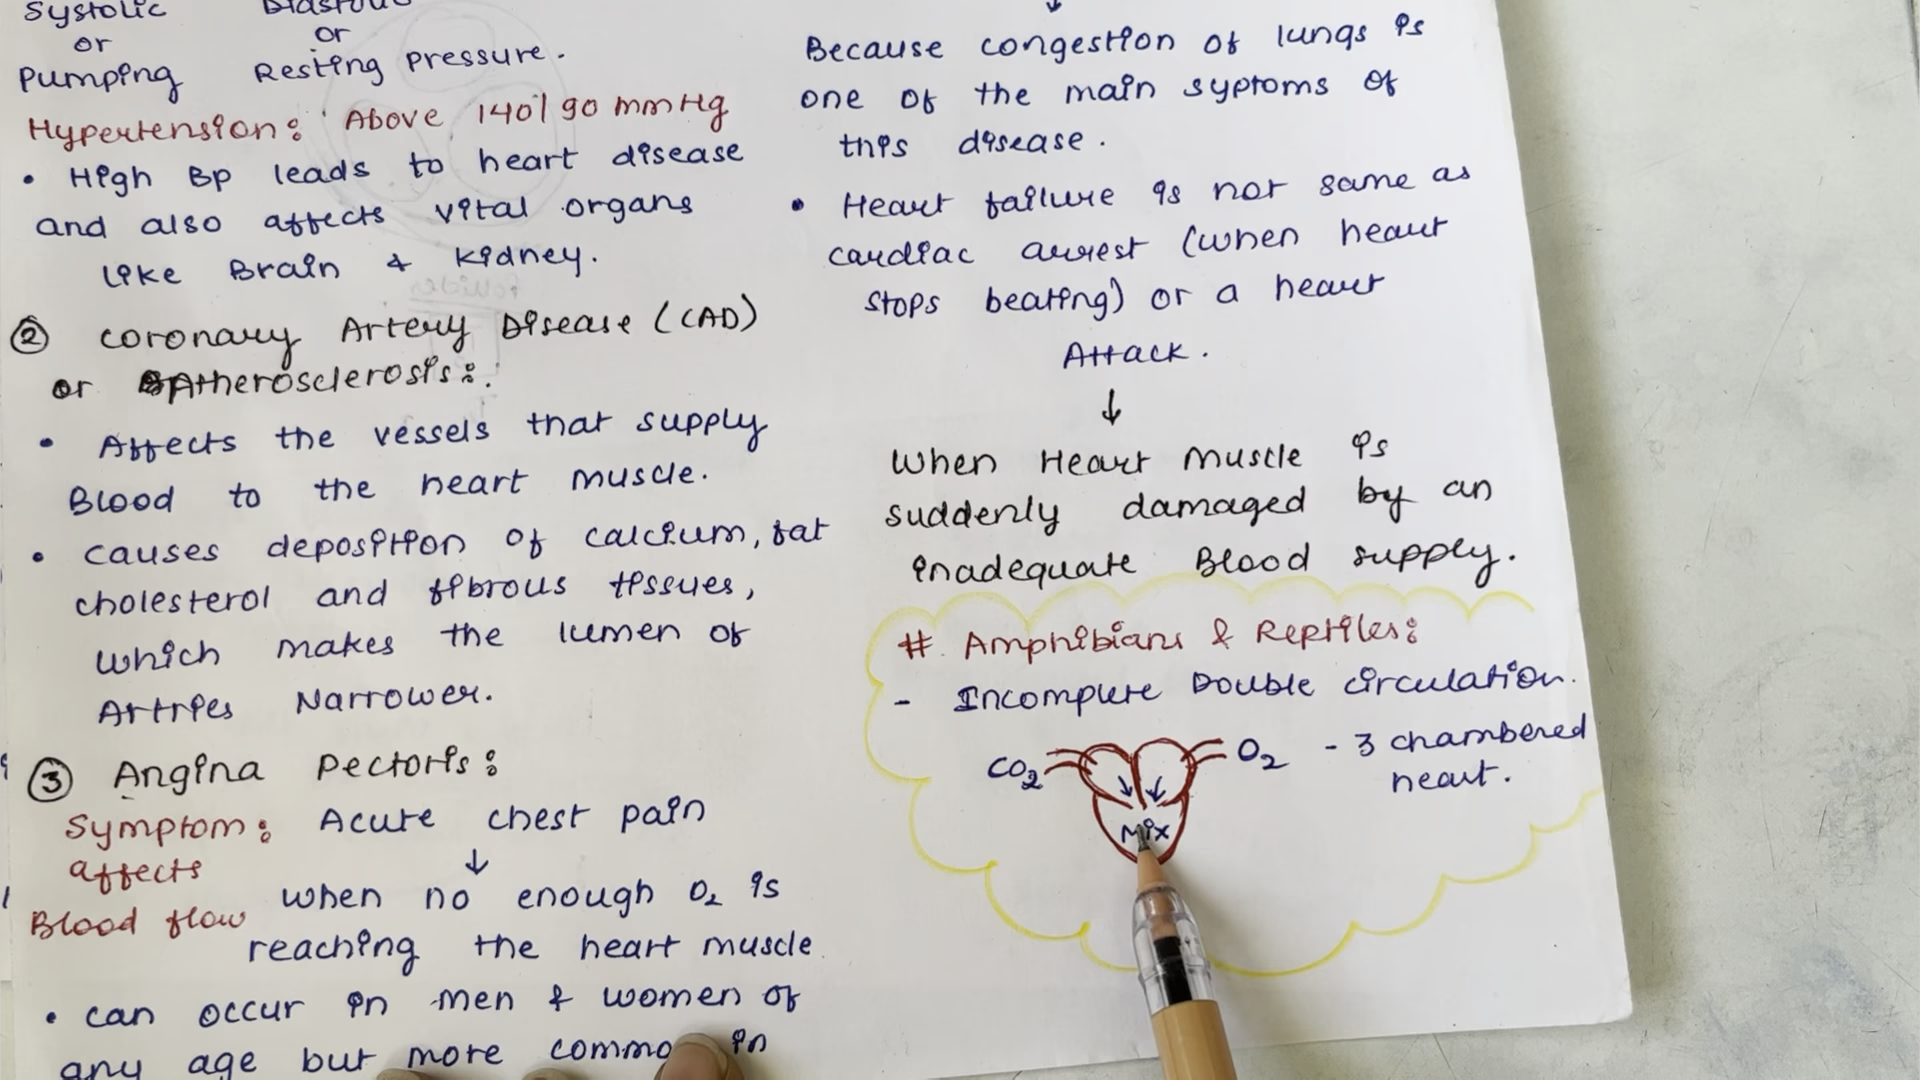 Systolic Diastolic
or or
Pumping Resting pressure.
Hypertension: Above 140/90 mmHg
• High BP leads to heart disease
and also affects vital organs
like Brain & kidney.
② Coronary Artery Disease (CAD)
or Atherosclerosis:
• Affects the vessels that supply
Blood to the heart muscle.
• causes deposition of calcium, fat
cholesterol and fibrous tissues,
which makes the lumen of
Artries Narrower.
③ Angina Pectoris:
Symptom: Acute chest pain
affects
↓
when no enough O₂ is
Blood flow
reaching the heart muscle.
• can occur in men & women of
any age but more common in
↓
Because congestion of lungs is
one of the main syptoms of
this disease.
• Heart failure is not same as
cardiac arrest (when heart
stops beating) or a heart
Attack.
↓
When Heart Muscle is
suddenly damaged by an
inadequate Blood supply.
# Amphibians & Reptiles:
- Incomplete Double circulation.
CO₂ O₂ - 3 chambered
heart.
Mix